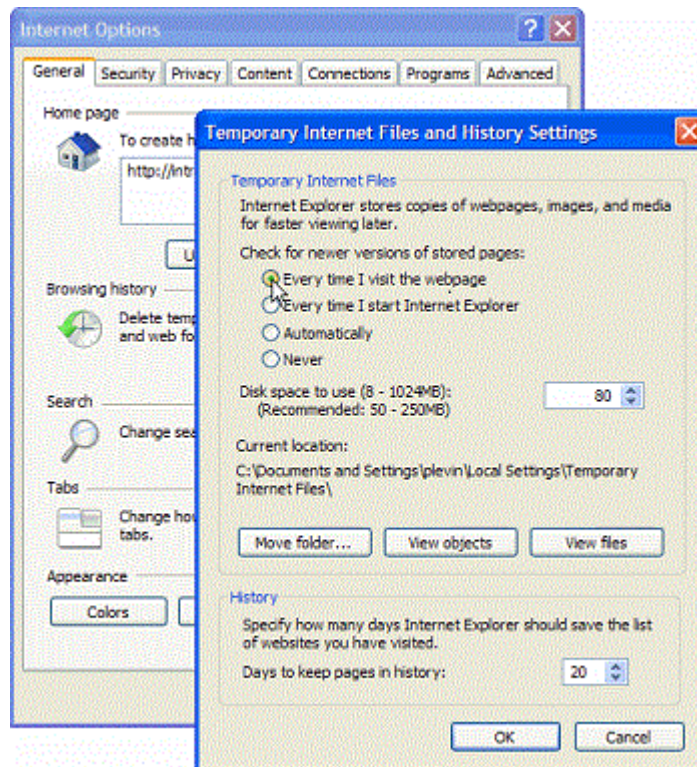 Internet Options
General Security Privacy Content Connections Programs Advanced
Home page
To create h
http://intr
U
Browsing history
Delete temp
and web fo
Search
Change sea
Tabs
Change how
tabs.
Appearance
Colors
Temporary Internet Files and History Settings
Temporary Internet Files
Internet Explorer stores copies of webpages, images, and media
for faster viewing later.
Check for newer versions of stored pages:
Every time I visit the webpage
Every time I start Internet Explorer
Automatically
Never
Disk space to use (8 - 1024MB):
(Recommended: 50 - 250MB)
80
Current location:
C:\Documents and Settings\plevin\Local Settings\Temporary
Internet Files\
Move folder... View objects View files
History
Specify how many days Internet Explorer should save the list
of websites you have visited.
Days to keep pages in history: 20
OK Cancel